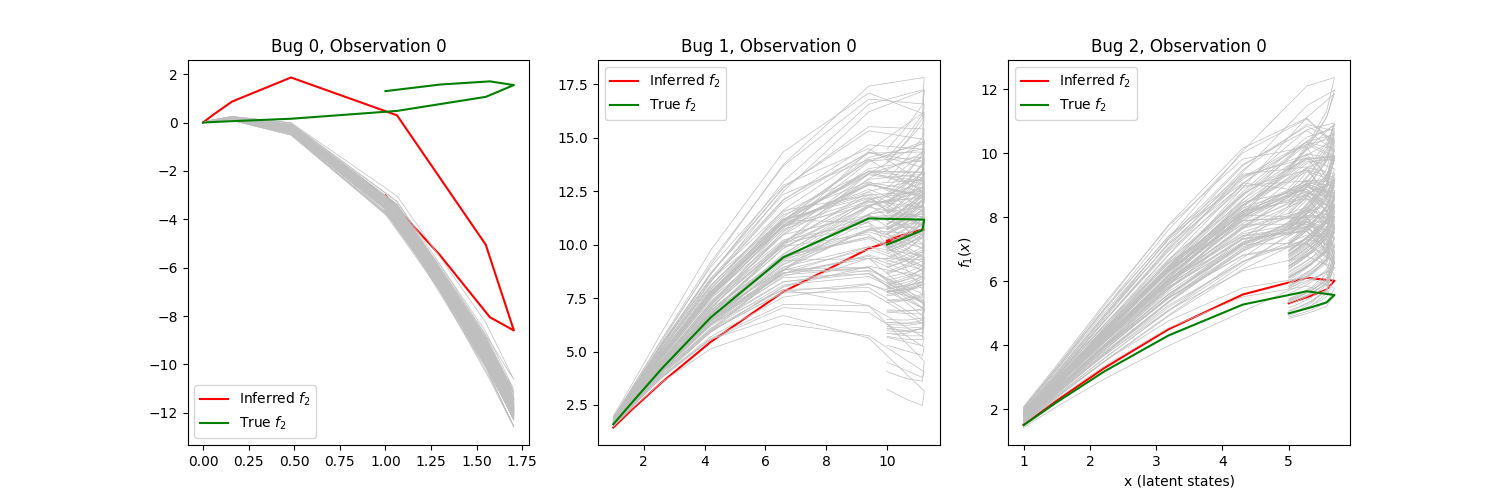 Bug 0, Observation 0
2
0
−2
−4
−6
−8
−10
−12
Inferred f₂
True f₂
0.00 0.25 0.50 0.75 1.00 1.25 1.50 1.75
Bug 1, Observation 0
Inferred f₂
True f₂
17.5
15.0
12.5
10.0
7.5
5.0
2.5
2 4 6 8 10
Bug 2, Observation 0
Inferred f₂
True f₂
12
10
8
6
4
2
f₁(x)
1 2 3 4 5
x (latent states)